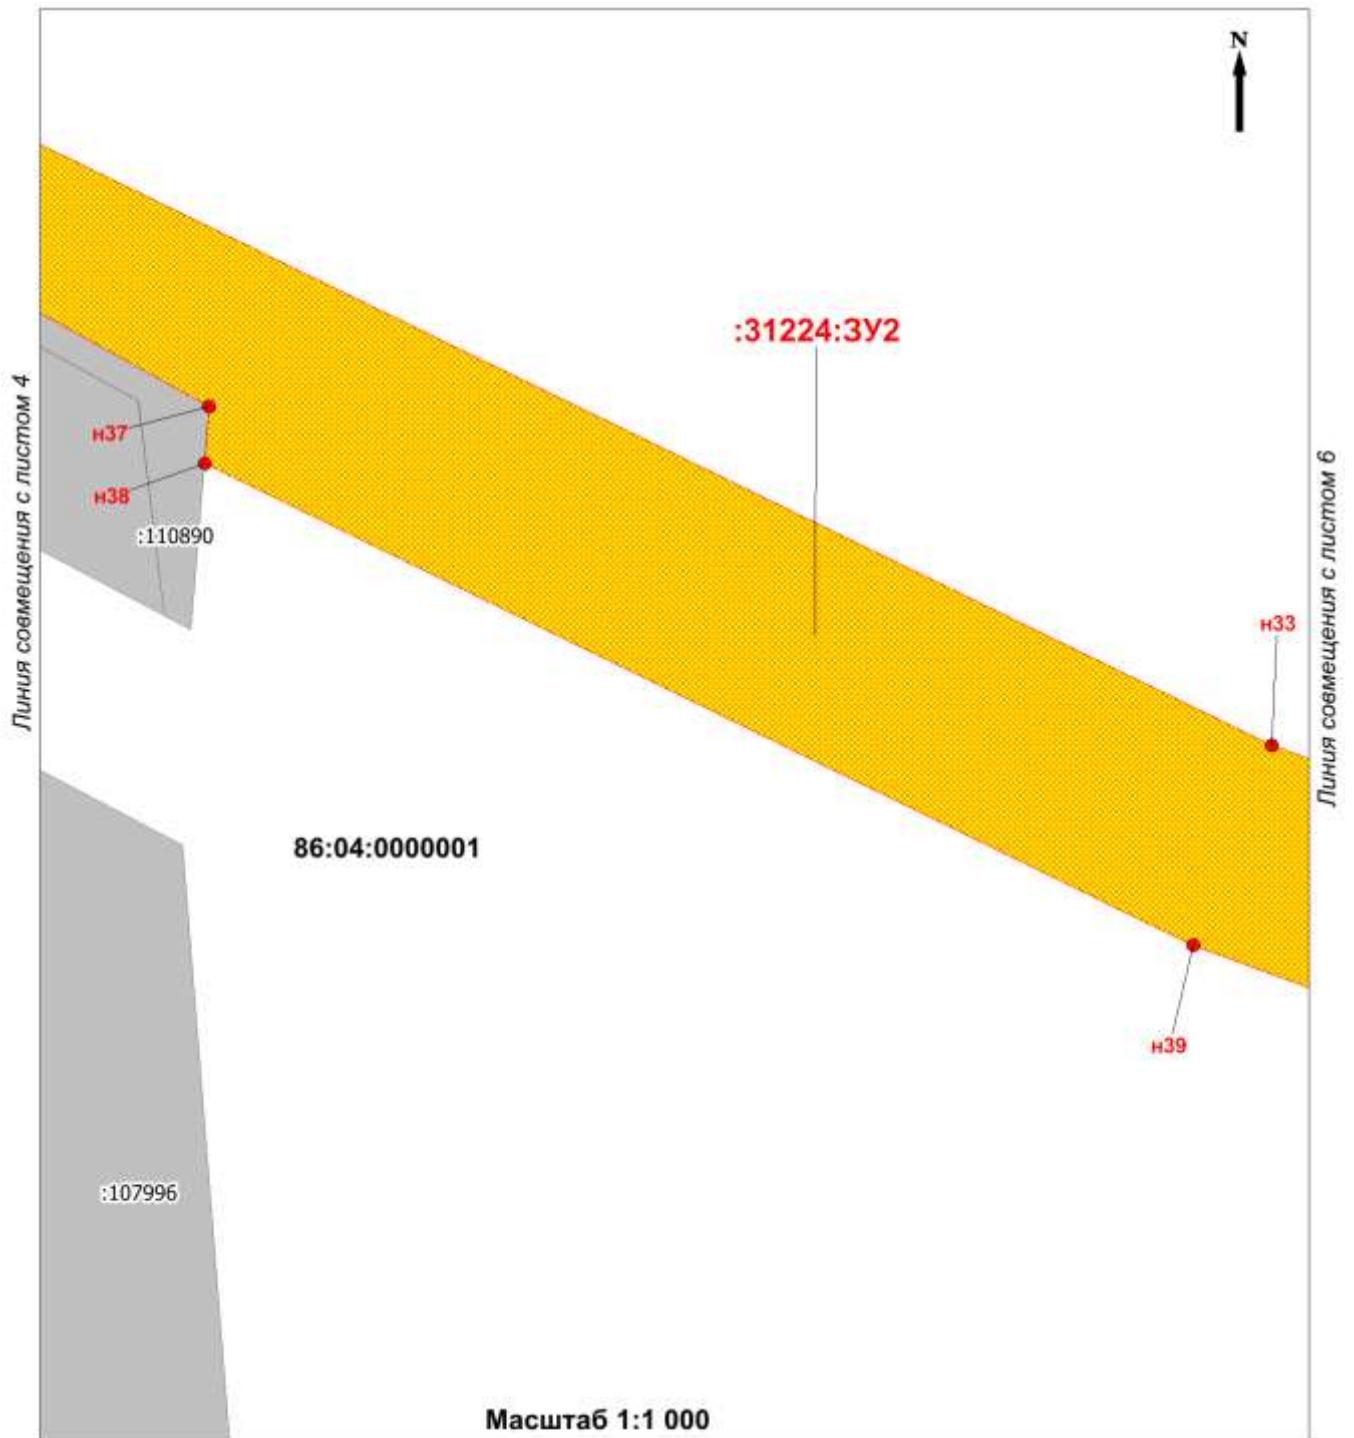 N
:31224:ЗУ2
Линия совмещения с листом 4
н37
н38
:110890
Линия совмещения с листом 6
н33
86:04:0000001
н39
:107996
Масштаб 1:1 000